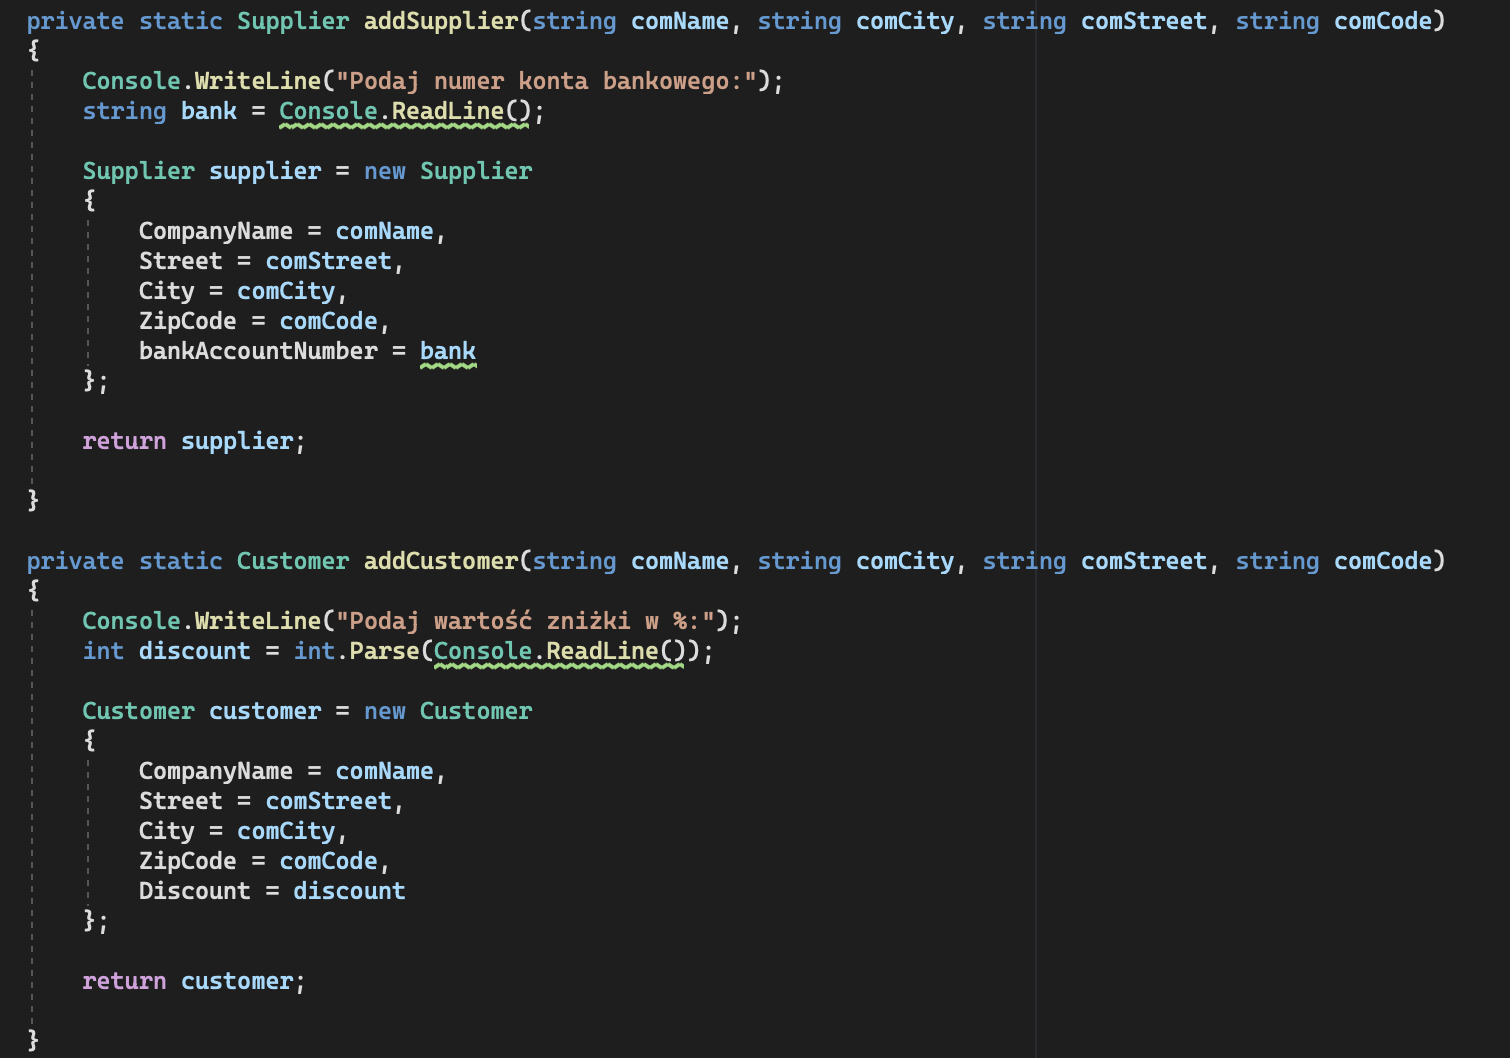 private static Supplier addSupplier(string comName, string comCity, string comStreet, string comCode)
{
    Console.WriteLine("Podaj numer konta bankowego:");
    string bank = Console.ReadLine();

    Supplier supplier = new Supplier
    {
        CompanyName = comName,
        Street = comStreet,
        City = comCity,
        ZipCode = comCode,
        bankAccountNumber = bank
    };

    return supplier;

}

private static Customer addCustomer(string comName, string comCity, string comStreet, string comCode)
{
    Console.WriteLine("Podaj wartość zniżki w %:");
    int discount = int.Parse(Console.ReadLine());

    Customer customer = new Customer
    {
        CompanyName = comName,
        Street = comStreet,
        City = comCity,
        ZipCode = comCode,
        Discount = discount
    };

    return customer;

}